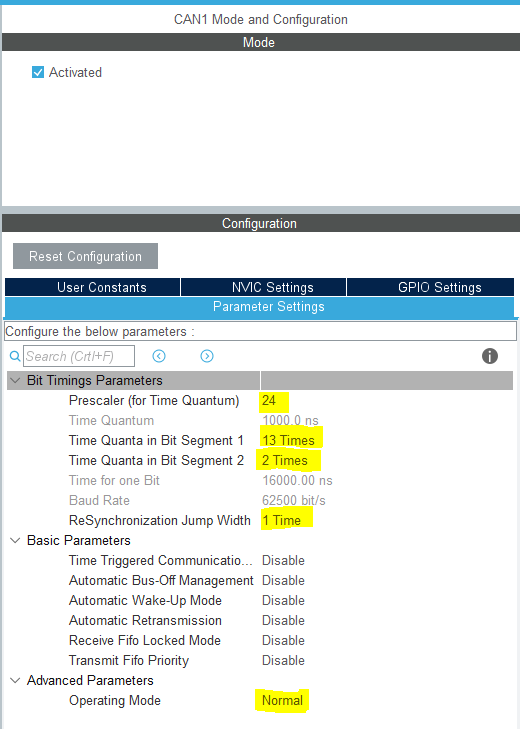 CAN1 Mode and Configuration
Mode
Activated
Configuration
Reset Configuration
User Constants NVIC Settings GPIO Settings
Parameter Settings
Configure the below parameters :
Search (Crtl+F)
Bit Timings Parameters
Prescaler (for Time Quantum) 24
Time Quantum 1000.0 ns
Time Quanta in Bit Segment 1 13 Times
Time Quanta in Bit Segment 2 2 Times
Time for one Bit 16000.00 ns
Baud Rate 62500 bit/s
ReSynchronization Jump Width 1 Time
Basic Parameters
Time Triggered Communicatio... Disable
Automatic Bus-Off Management Disable
Automatic Wake-Up Mode Disable
Automatic Retransmission Disable
Receive Fifo Locked Mode Disable
Transmit Fifo Priority Disable
Advanced Parameters
Operating Mode Normal